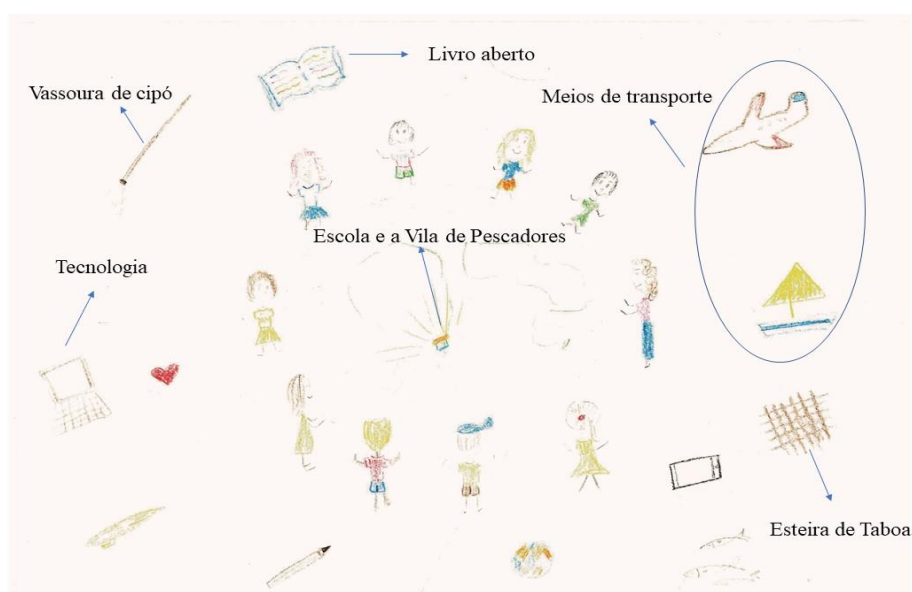 Livro aberto
Vassoura de cipó
Meios de transporte
Escola e a Vila de Pescadores
Tecnologia
Esteira de Taboa